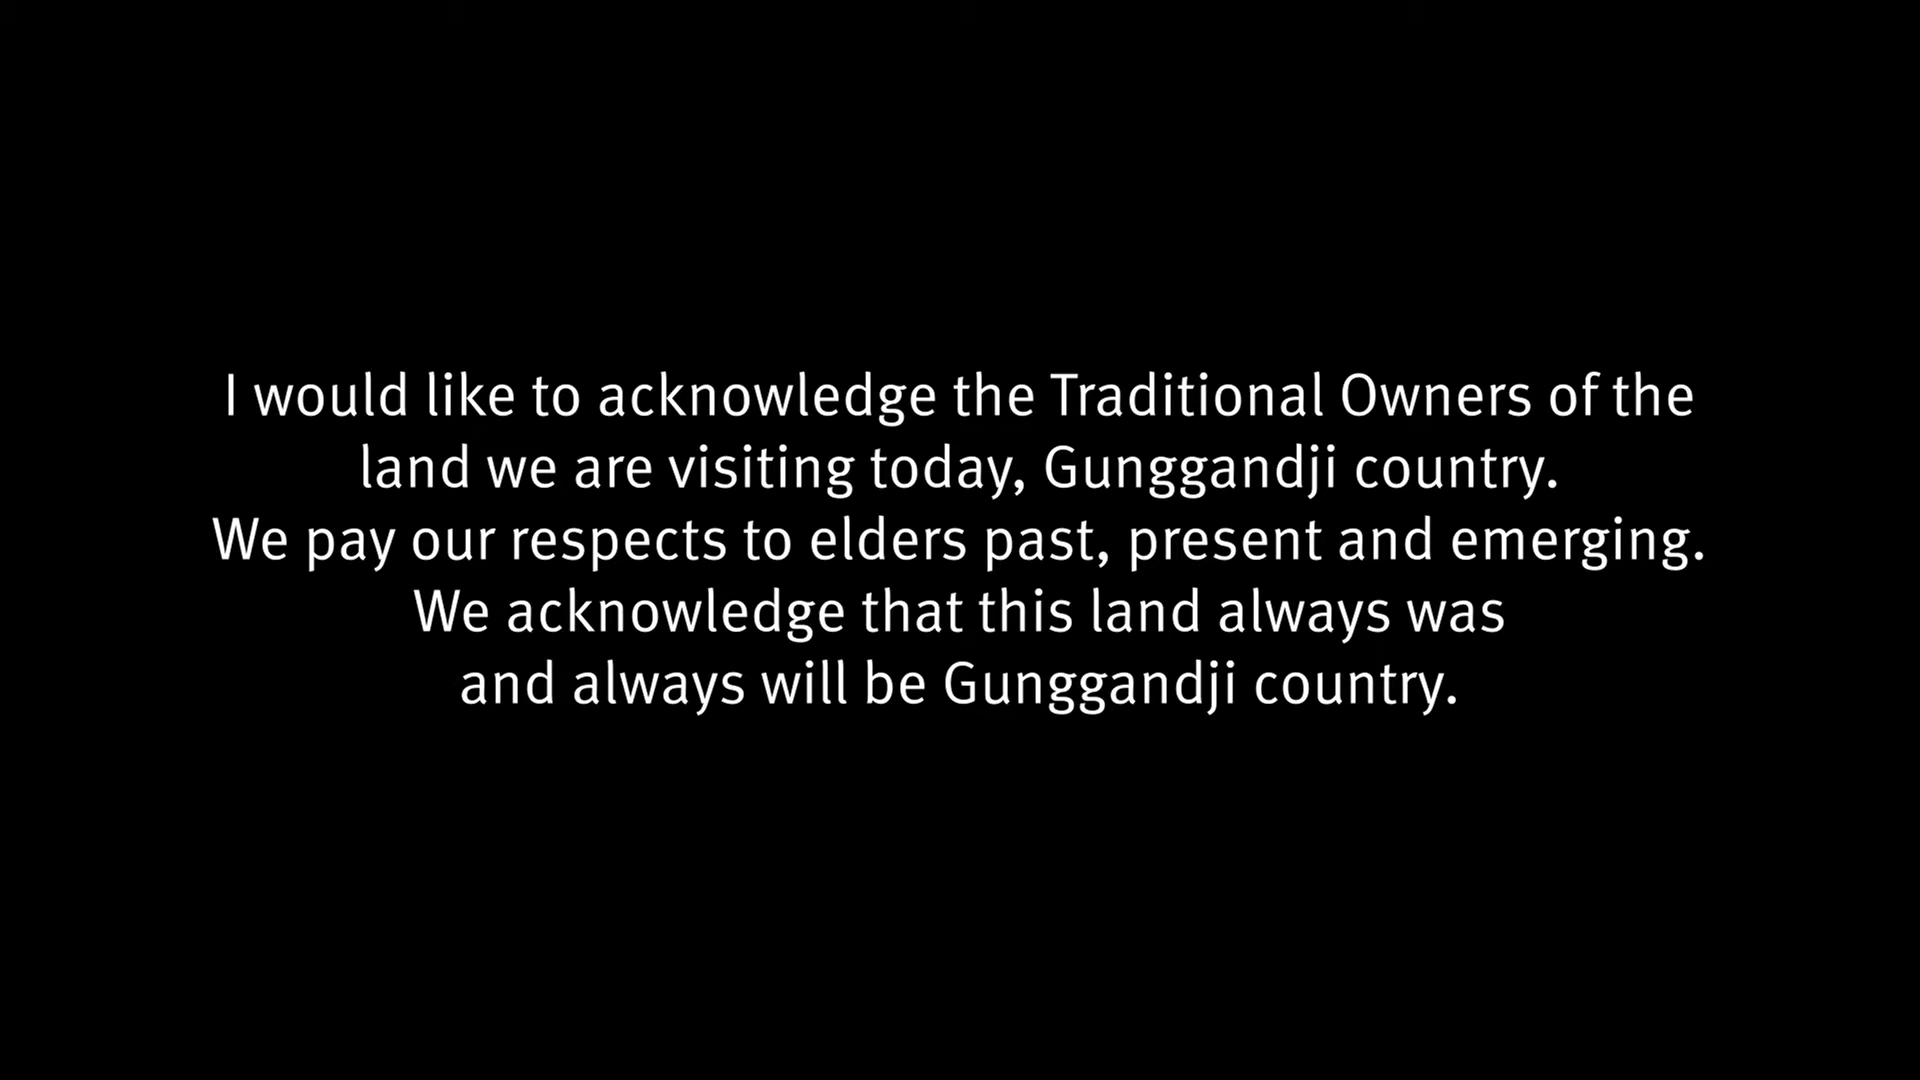 I would like to acknowledge the Traditional Owners of the
land we are visiting today, Gunggandji country.
We pay our respects to elders past, present and emerging.
We acknowledge that this land always was
and always will be Gunggandji country.